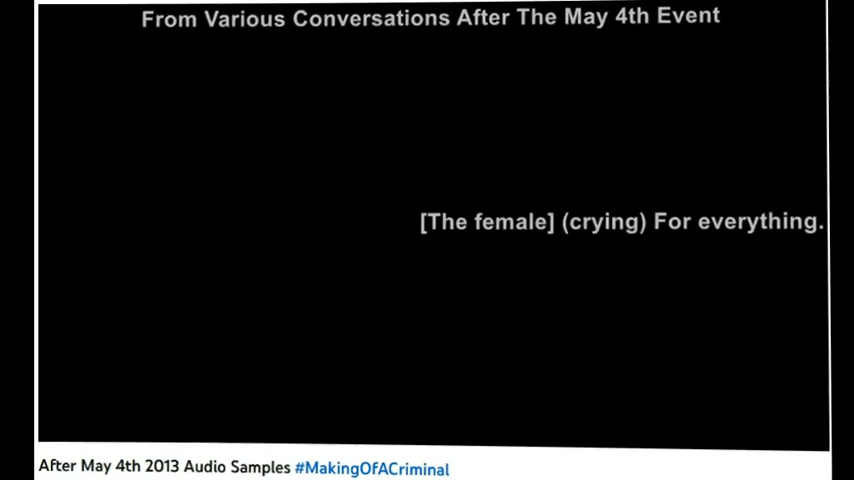 From Various Conversations After The May 4th Event
[The female] (crying) For everything.
After May 4th 2013 Audio Samples #MakingOfACriminal